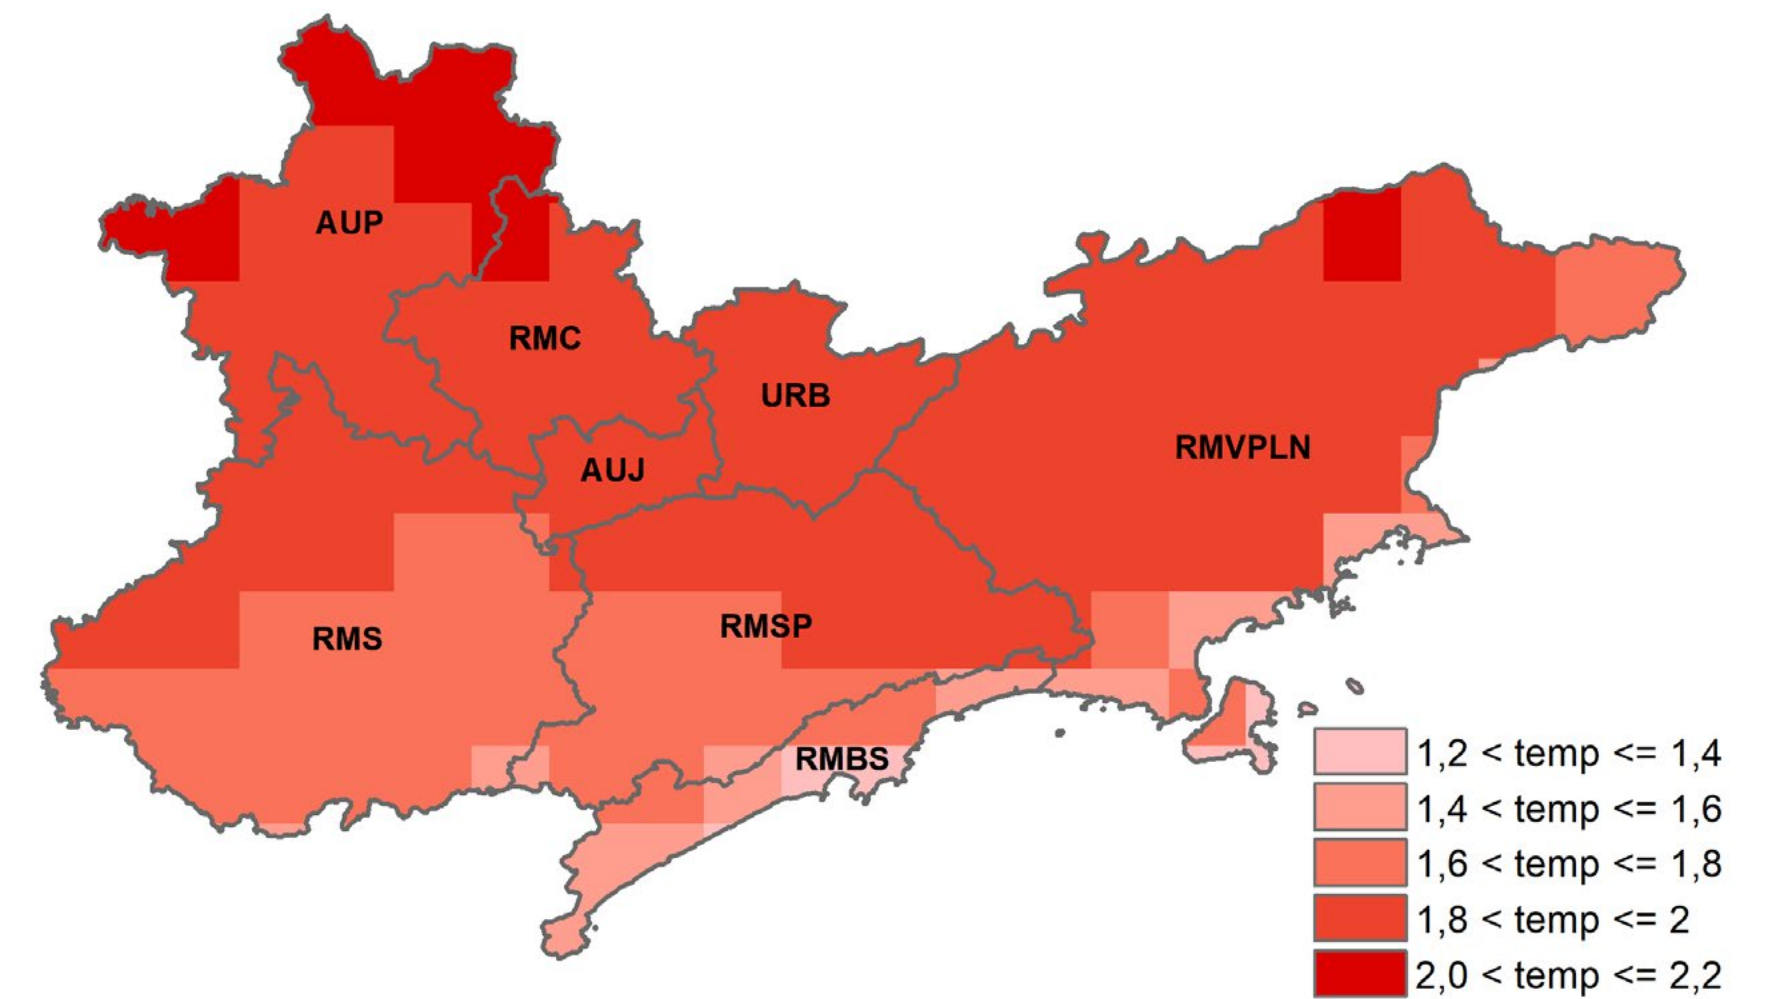 AUP
RMC
URB
RMVPLN
AUJ
RMS
RMSP
RMBS
1,2 < temp <= 1,4
1,4 < temp <= 1,6
1,6 < temp <= 1,8
1,8 < temp <= 2
2,0 < temp <= 2,2